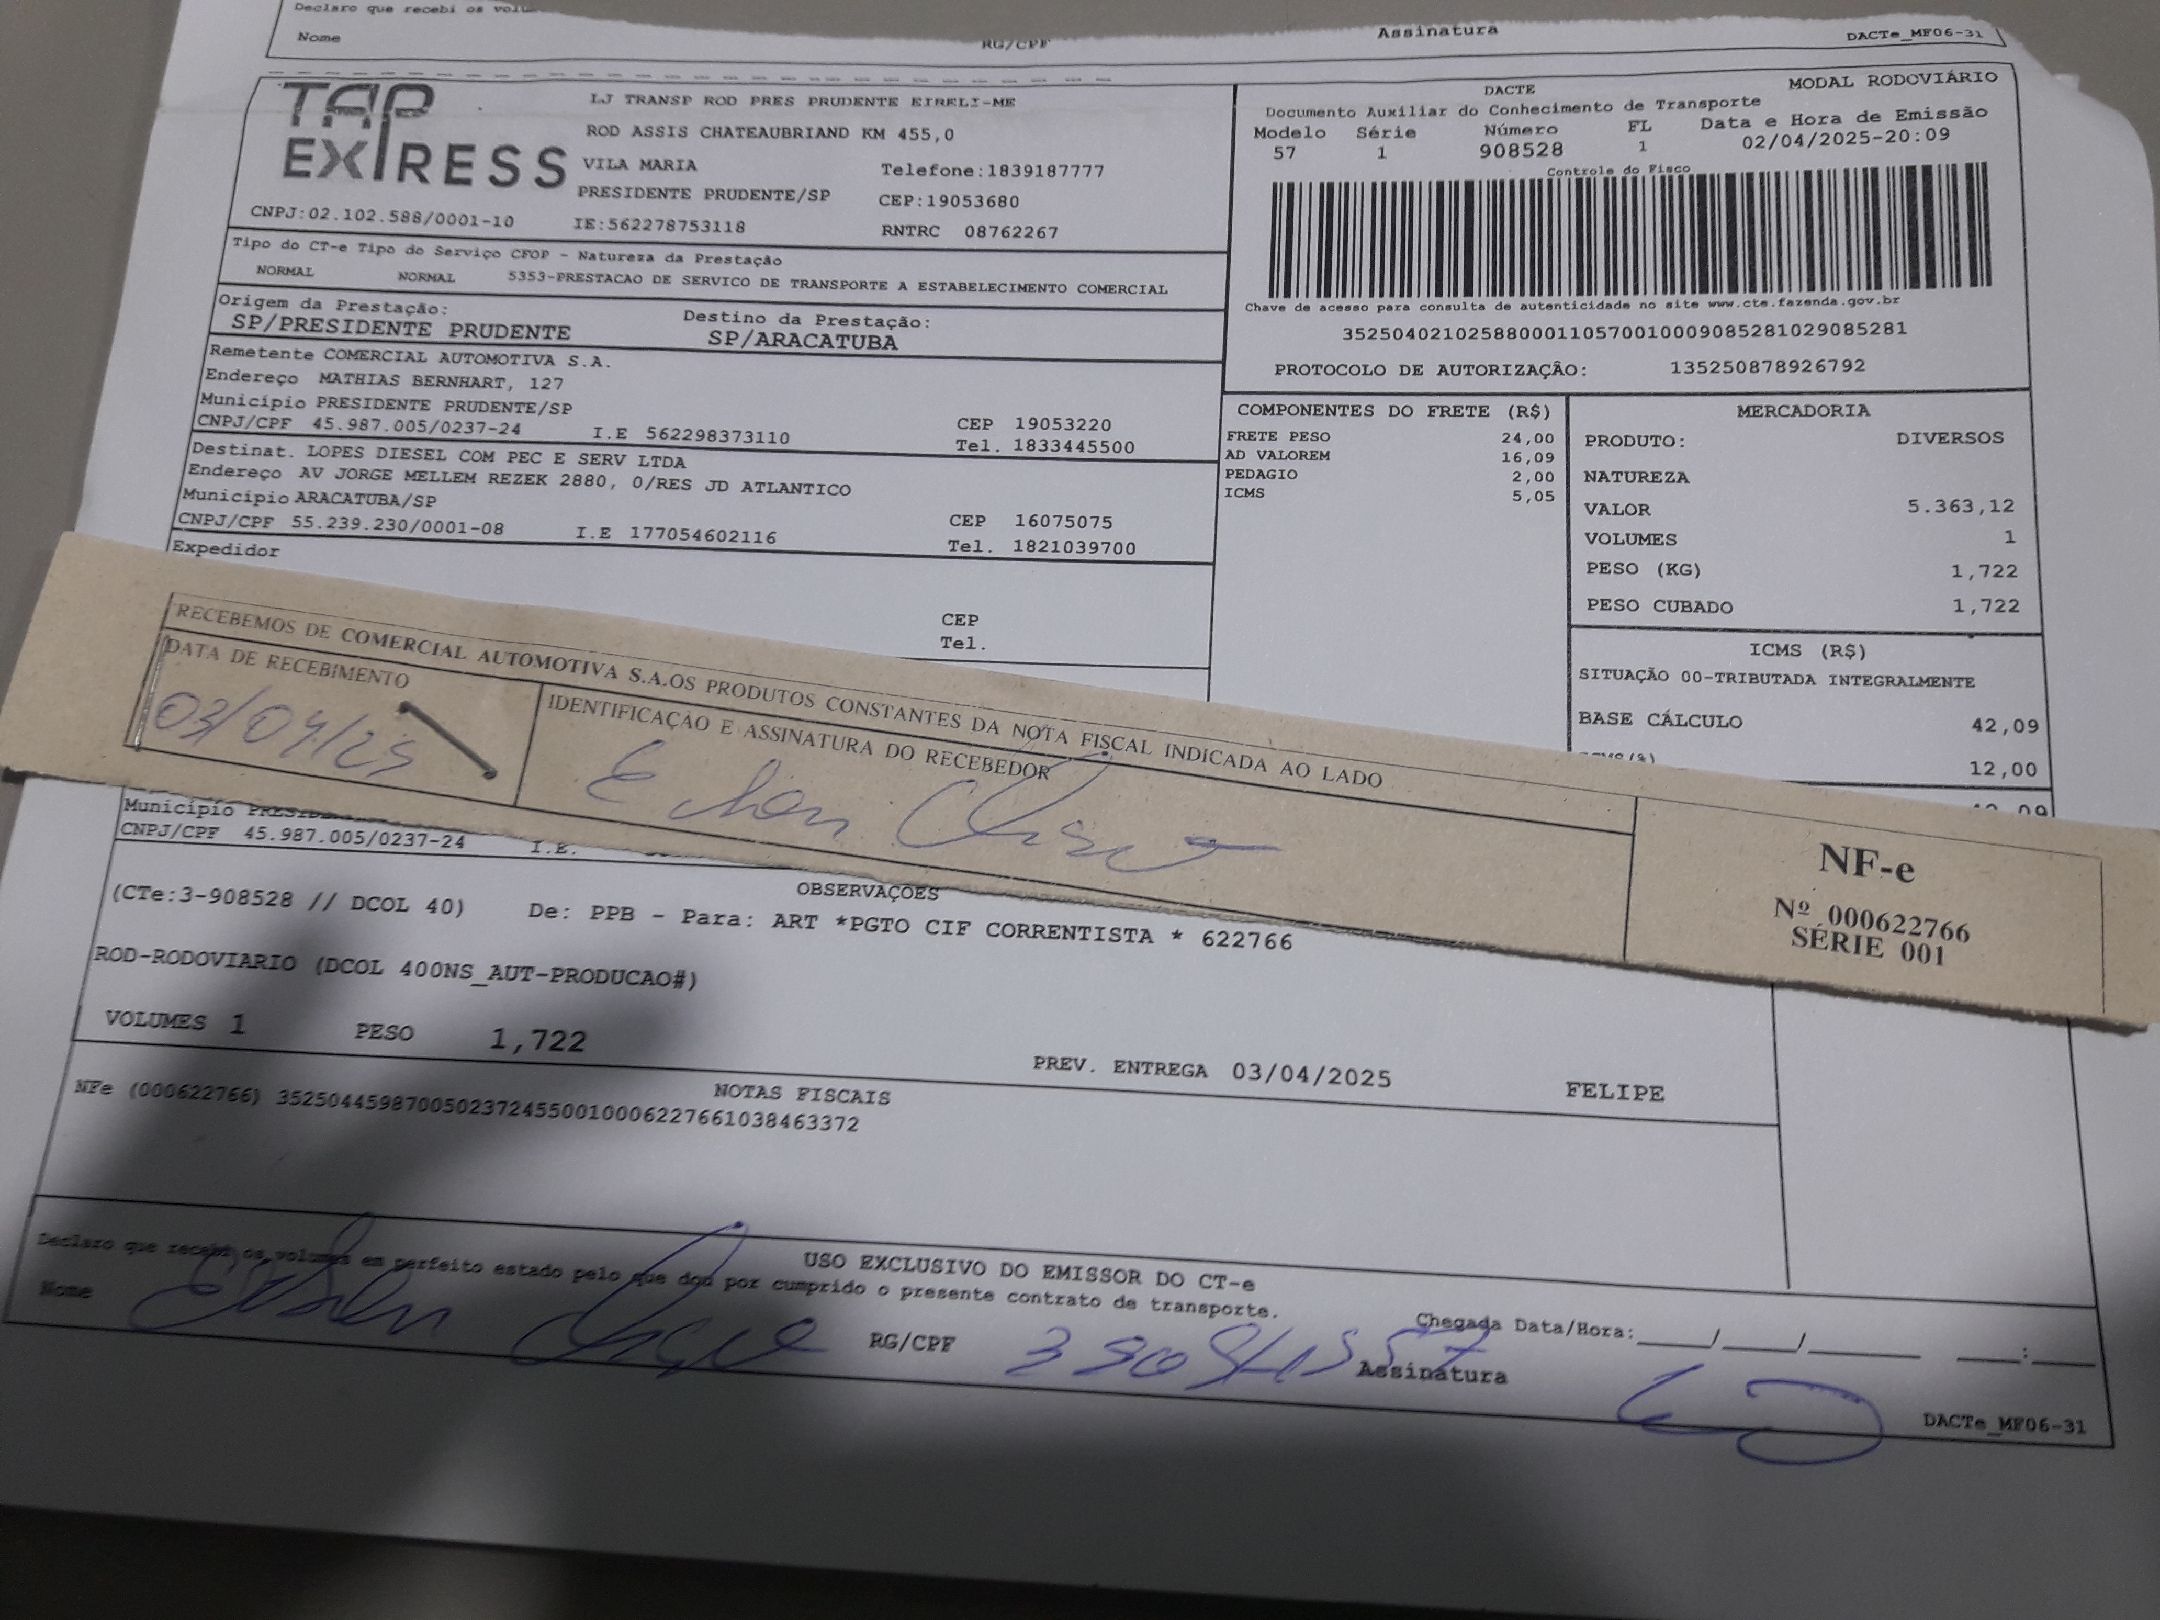 Declaro que recebi os
Nome RG/CPF Assinatura DACTe_MF06-31
TAP EXPRESS
LJ TRANSP ROD PRES PRUDENTE EIRELI-ME
ROD ASSIS CHATEAUBRIAND KM 455,0
VILA MARIA Telefone:1839187777
PRESIDENTE PRUDENTE/SP CEP:19053680
CNPJ:02.102.588/0001-10 IE:562278753118 RNTRC 08762267
DACTE MODAL RODOVIÁRIO
Documento Auxiliar do Conhecimento de Transporte
Modelo Série Número FL Data e Hora de Emissão
57 1 908528 1 02/04/2025-20:09
Controle do Fisco
Chave de acesso para consulta de autenticidade no site www.cte.fazenda.gov.br
35250402102588000110570010009085281029085281
PROTOCOLO DE AUTORIZAÇÃO: 135250878926792
Tipo do CT-e Tipo do Serviço CFOP - Natureza da Prestação
NORMAL NORMAL 5353-PRESTACAO DE SERVICO DE TRANSPORTE A ESTABELECIMENTO COMERCIAL
Origem da Prestação: Destino da Prestação:
SP/PRESIDENTE PRUDENTE SP/ARACATUBA
Remetente COMERCIAL AUTOMOTIVA S.A.
Endereço MATHIAS BERNHART, 127
Município PRESIDENTE PRUDENTE/SP CEP 19053220
CNPJ/CPF 45.987.005/0237-24 I.E 562298373110 Tel. 1833445500
Destinat. LOPES DIESEL COM PEC E SERV LTDA
Endereço AV JORGE MELLEM REZEK 2880, 0/RES JD ATLANTICO
Município ARACATUBA/SP CEP 16075075
CNPJ/CPF 55.239.230/0001-08 I.E 177054602116 Tel. 1821039700
Expedidor
CEP
Tel.
COMPONENTES DO FRETE (R$)
FRETE PESO 24,00
AD VALOREM 16,09
PEDAGIO 2,00
ICMS 5,05
MERCADORIA
PRODUTO: DIVERSOS
NATUREZA
VALOR 5.363,12
VOLUMES 1
PESO (KG) 1,722
PESO CUBADO 1,722
ICMS (R$)
SITUAÇÃO 00-TRIBUTADA INTEGRALMENTE
BASE CÁLCULO 42,09
12,00
RECEBEMOS DE COMERCIAL AUTOMOTIVA S.A.OS PRODUTOS CONSTANTES DA NOTA FISCAL INDICADA AO LADO
DATA DE RECEBIMENTO IDENTIFICAÇÃO E ASSINATURA DO RECEBEDOR
03/04/25
NF-e
Nº 000622766
SÉRIE 001
Município
CNPJ/CPF 45.987.005/0237-24 I.E.
OBSERVAÇÕES
(CTe:3-908528 // DCOL 40) De: PPB - Para: ART *PGTO CIF CORRENTISTA * 622766
ROD-RODOVIARIO (DCOL 400NS_AUT-PRODUCAO#)
VOLUMES 1 PESO 1,722 PREV. ENTREGA 03/04/2025 FELIPE
NOTAS FISCAIS
NFe (000622766) 35250445987005023724550010006227661038463372
USO EXCLUSIVO DO EMISSOR DO CT-e
Declaro que recebi os volumes em perfeito estado pelo que dou por cumprido o presente contrato de transporte.
Chegada Data/Hora:____/____/______ ___:___
Nome RG/CPF Assinatura
DACTe_MF06-31